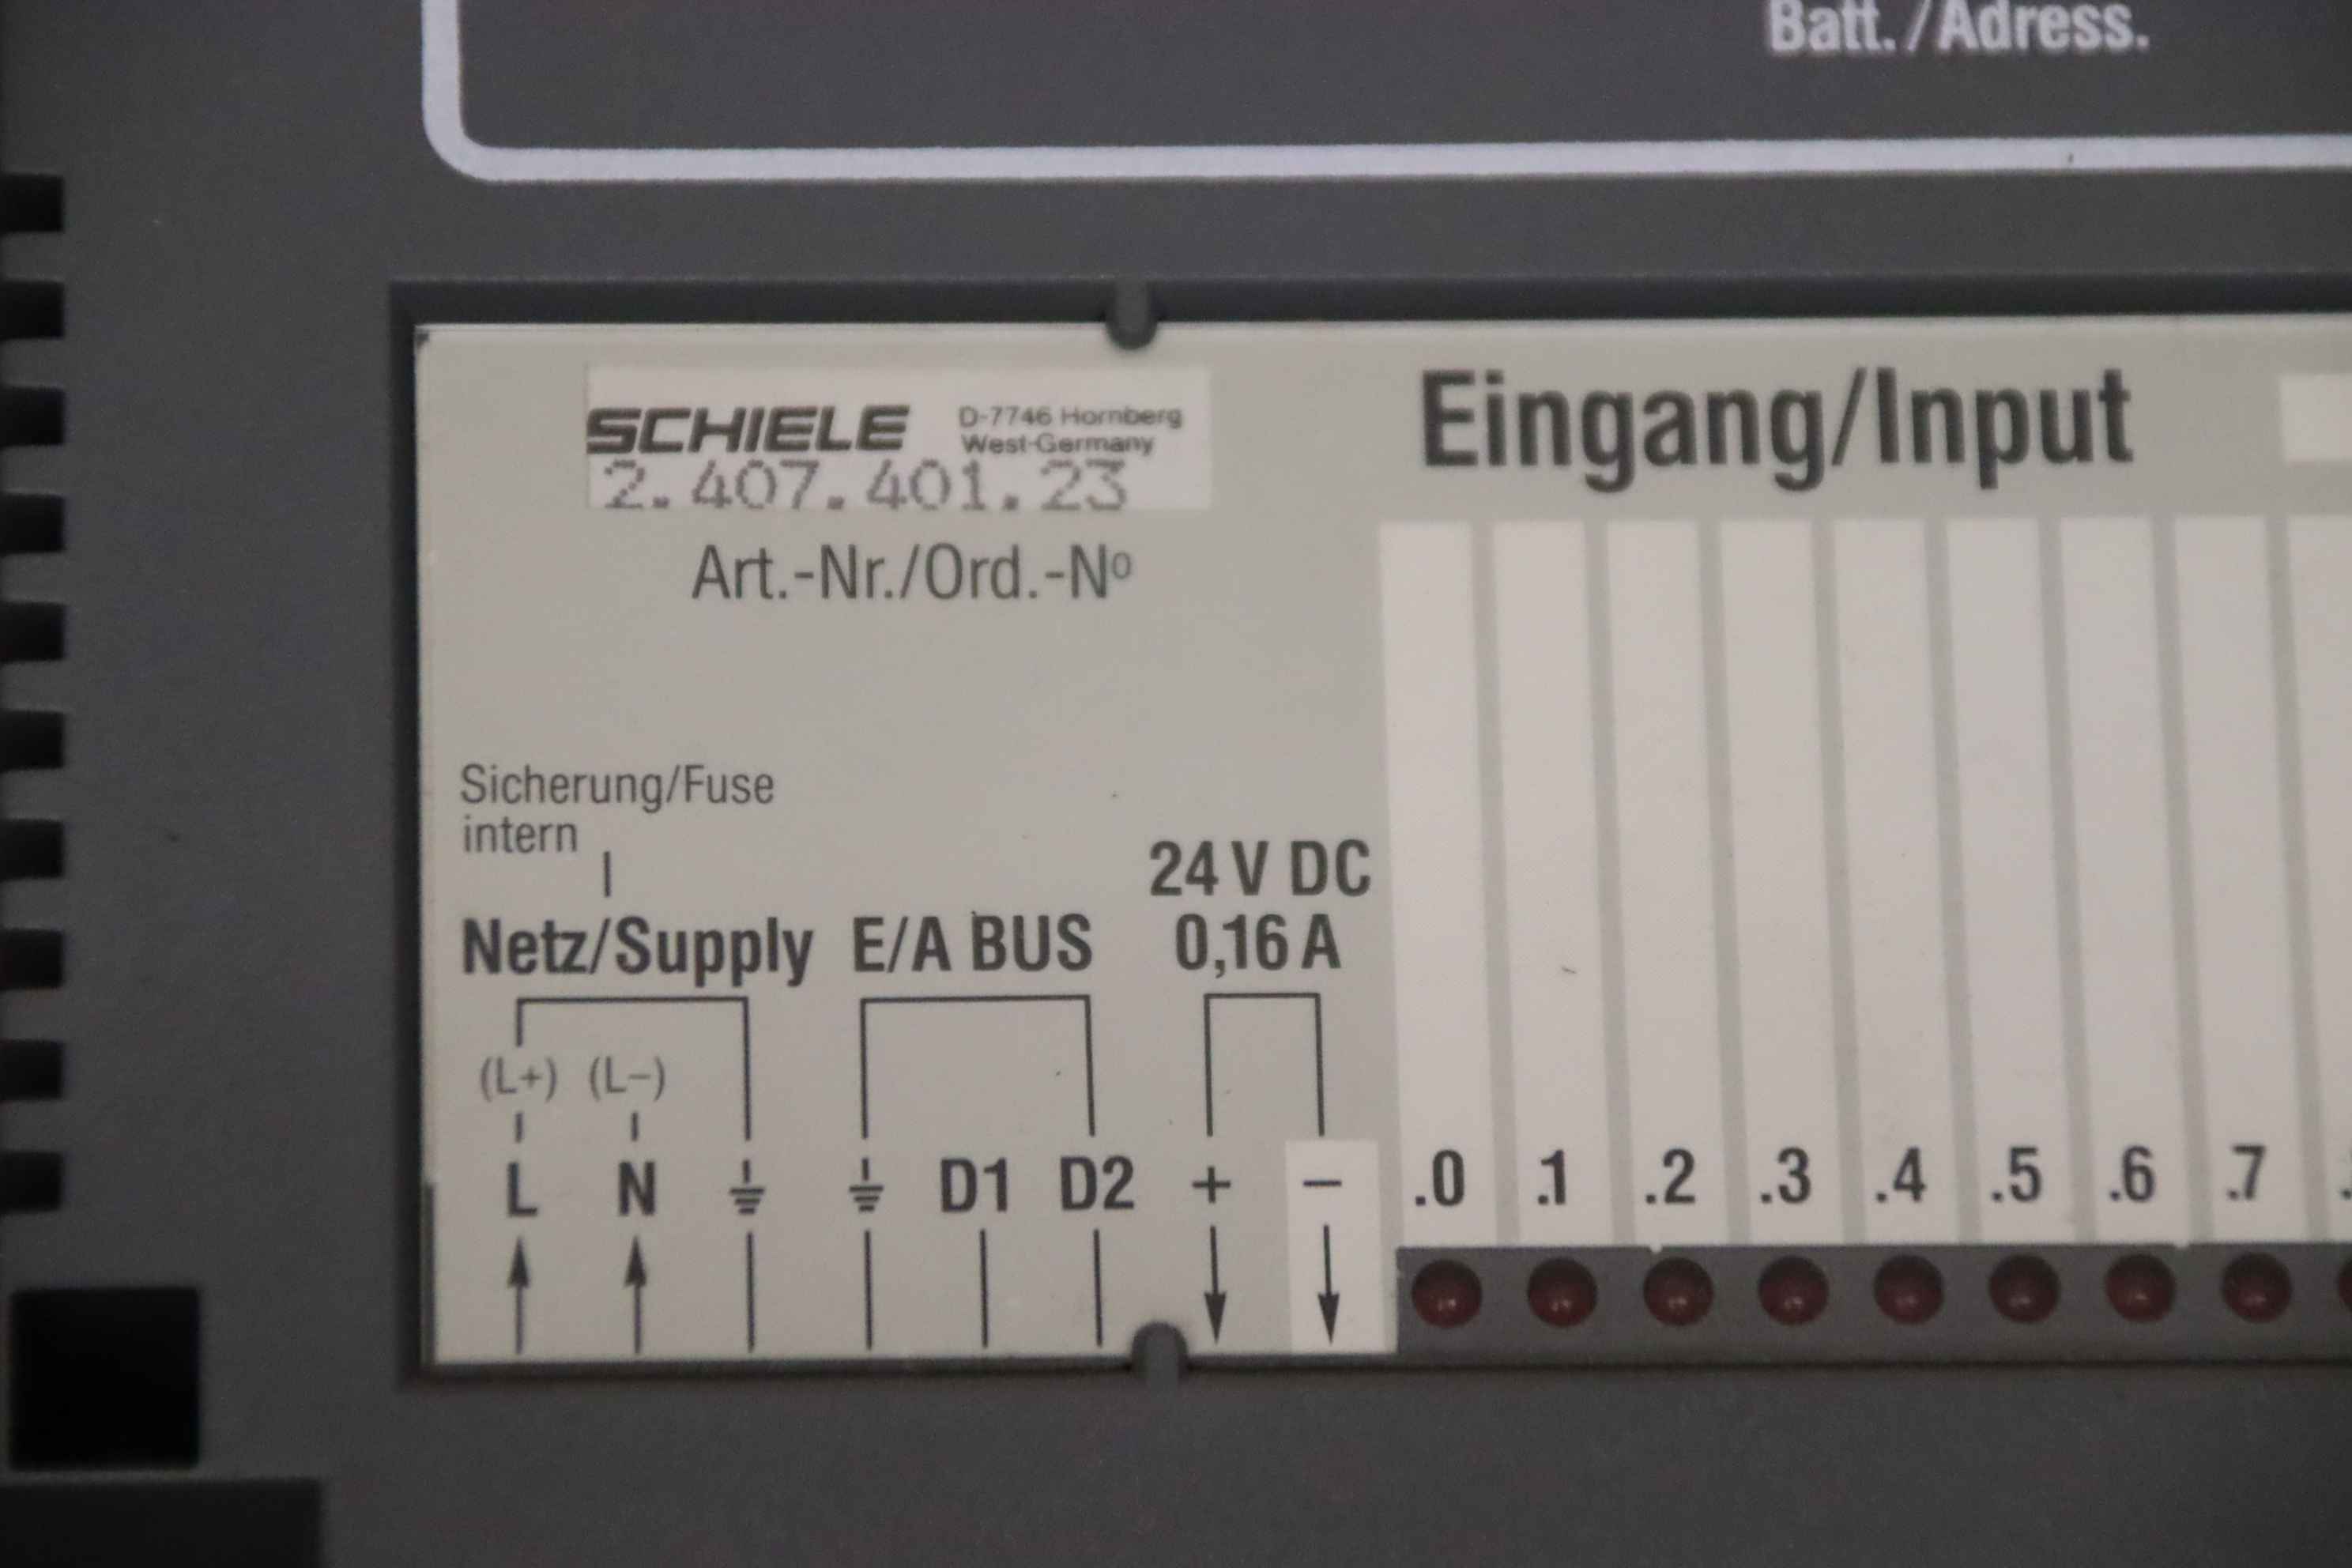 Batt./Adress.
SCHIELE D-7746 Hornberg
West-Germany
2.407.401.23
Art.-Nr./Ord.-Nº
Eingang/Input
Sicherung/Fuse
intern
24 V DC
Netz/Supply E/A BUS 0,16 A
(L+) (L–)
L N D1 D2 + – .0 .1 .2 .3 .4 .5 .6 .7